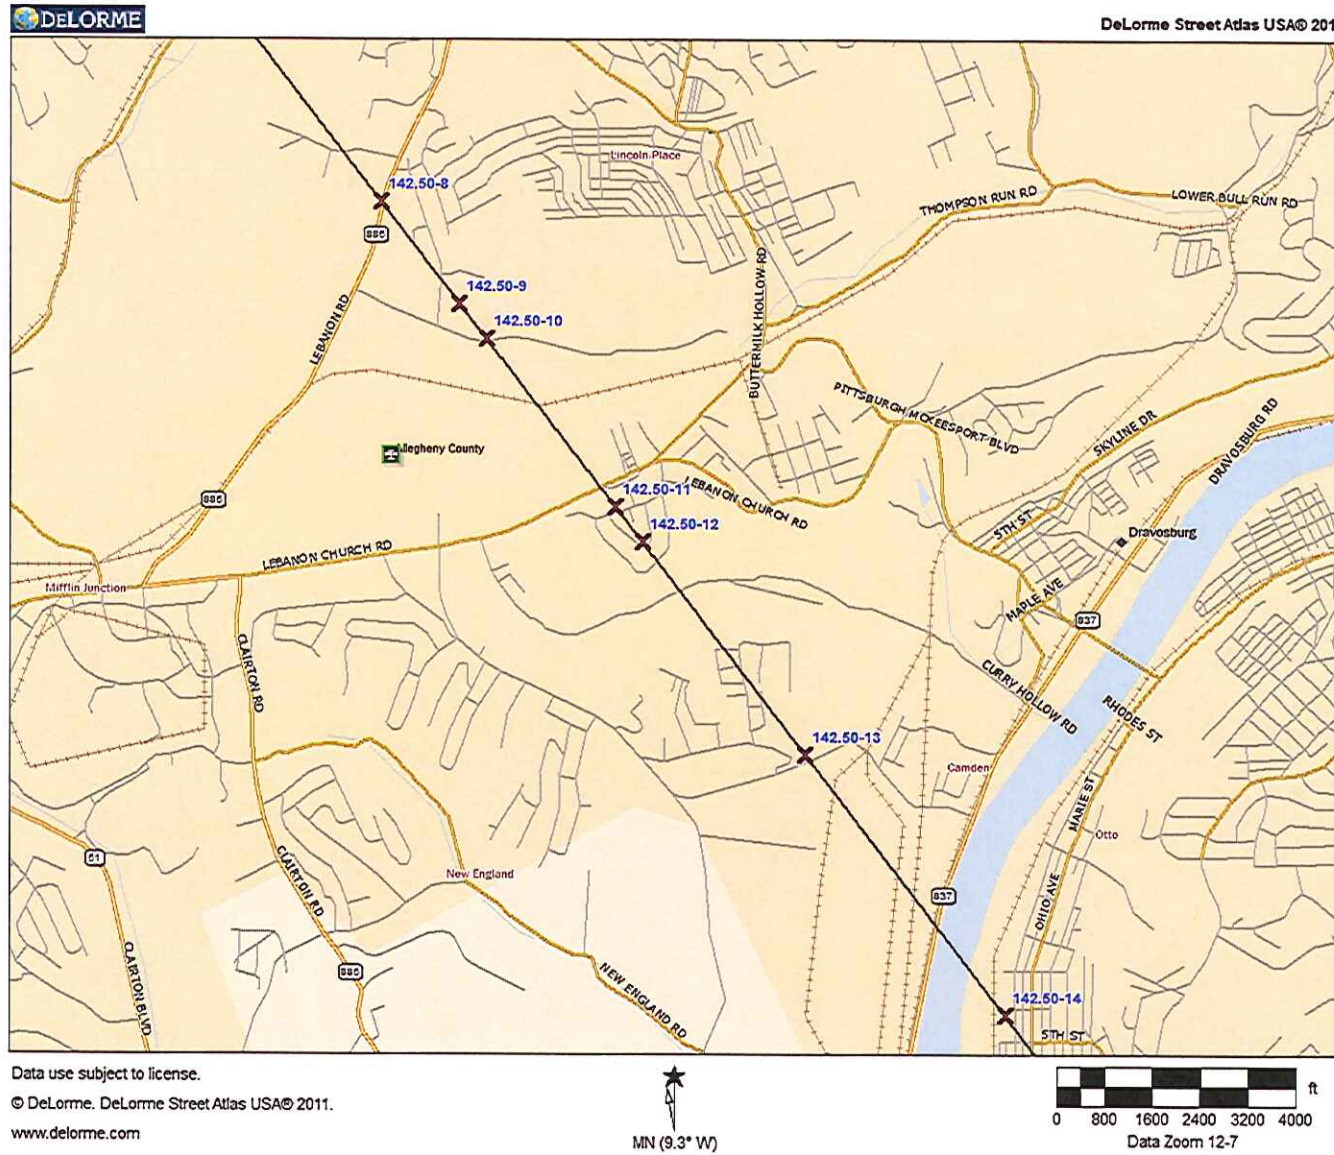 DELORME
DeLorme Street Atlas USA® 201
Lincoln Place
142.50-8
THOMPSON RUN RD
LOWER BULL RUN RD
885
142.50-9
LEBANON RD
142.50-10
BUTTERMILK HOLLOW RD
PITTSBURGH MCKEESPORT BLVD
SKYLINE DR
DRAVOSBURG RD
Allegheny County
885
142.50-11
LEBANON CHURCH RD
142.50-12
5TH ST
Dravosburg
LEBANON CHURCH RD
Mifflin Junction
MAPLE AVE
837
CLAIRTON RD
CURRY HOLLOW RD
RHODES ST
142.50-13
Camden
MARIE ST
Otto
51
CLAIRTON RD
New England
837
OHIO AVE
CLAIRTON BLVD
885
NEW ENGLAND RD
142.50-14
5TH ST
Data use subject to license.
© DeLorme. DeLorme Street Atlas USA® 2011.
www.delorme.com
MN (9.3° W)
ft
0 800 1600 2400 3200 4000
Data Zoom 12-7